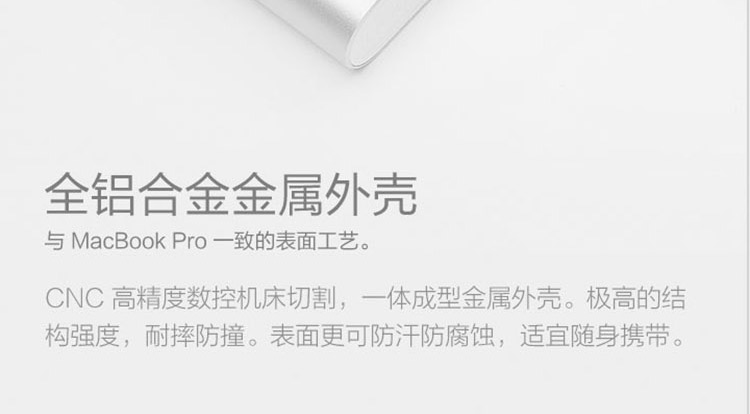 全铝合金金属外壳
与 MacBook Pro 一致的表面工艺。
CNC 高精度数控机床切割，一体成型金属外壳。极高的结
构强度，耐摔防撞。表面更可防汗防腐蚀，适宜随身携带。